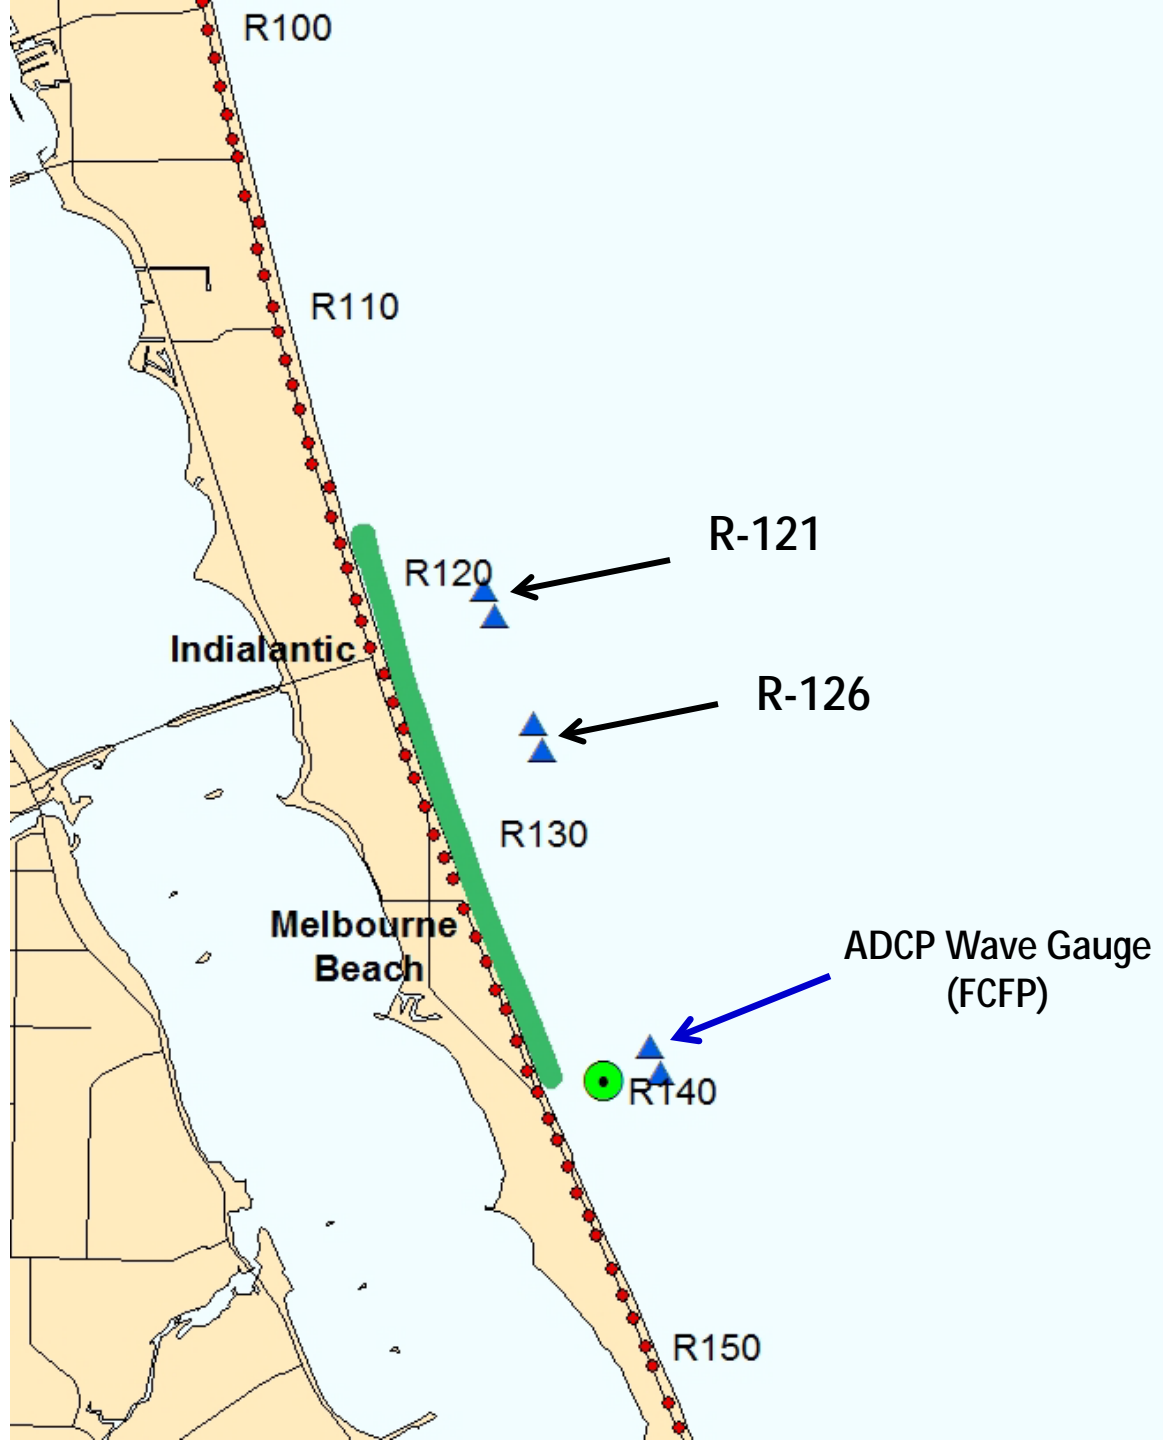 R100
R110
R-121
R120
Indialantic
R-126
R130
Melbourne
Beach
ADCP Wave Gauge
(FCFP)
R140
R150